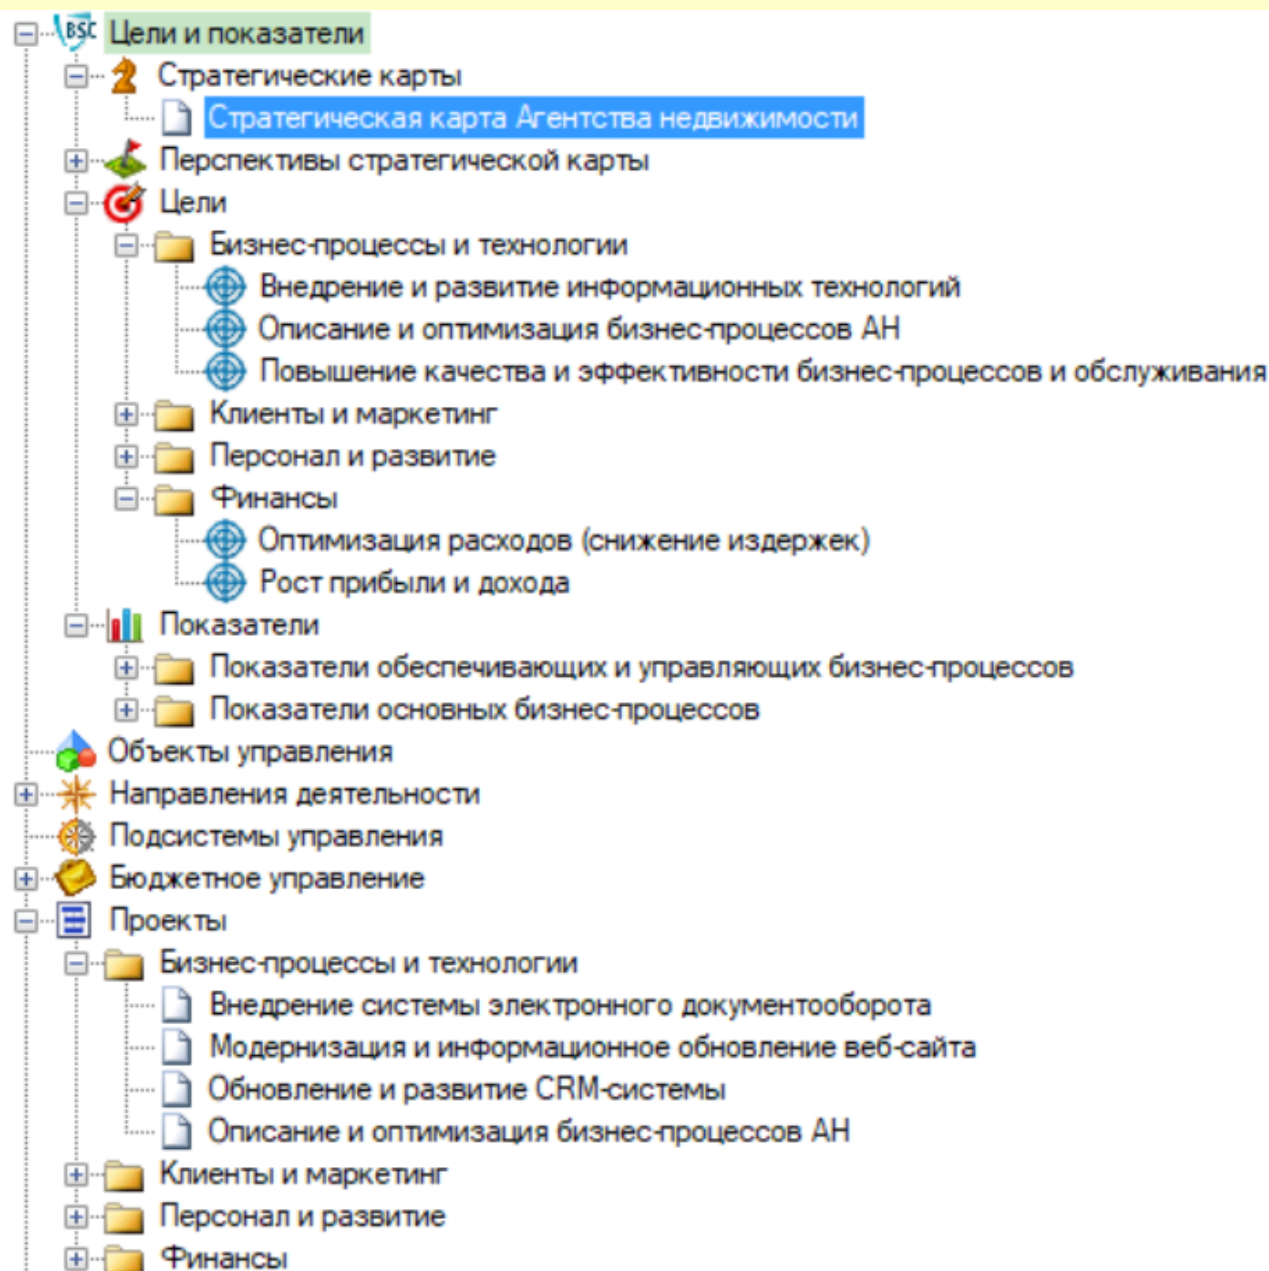 BSC Цели и показатели
Стратегические карты
Стратегическая карта Агентства недвижимости
Перспективы стратегической карты
Цели
Бизнес-процессы и технологии
Внедрение и развитие информационных технологий
Описание и оптимизация бизнес-процессов АН
Повышение качества и эффективности бизнес-процессов и обслуживания
Клиенты и маркетинг
Персонал и развитие
Финансы
Оптимизация расходов (снижение издержек)
Рост прибыли и дохода
Показатели
Показатели обеспечивающих и управляющих бизнес-процессов
Показатели основных бизнес-процессов
Объекты управления
Направления деятельности
Подсистемы управления
Бюджетное управление
Проекты
Бизнес-процессы и технологии
Внедрение системы электронного документооборота
Модернизация и информационное обновление веб-сайта
Обновление и развитие CRM-системы
Описание и оптимизация бизнес-процессов АН
Клиенты и маркетинг
Персонал и развитие
Финансы